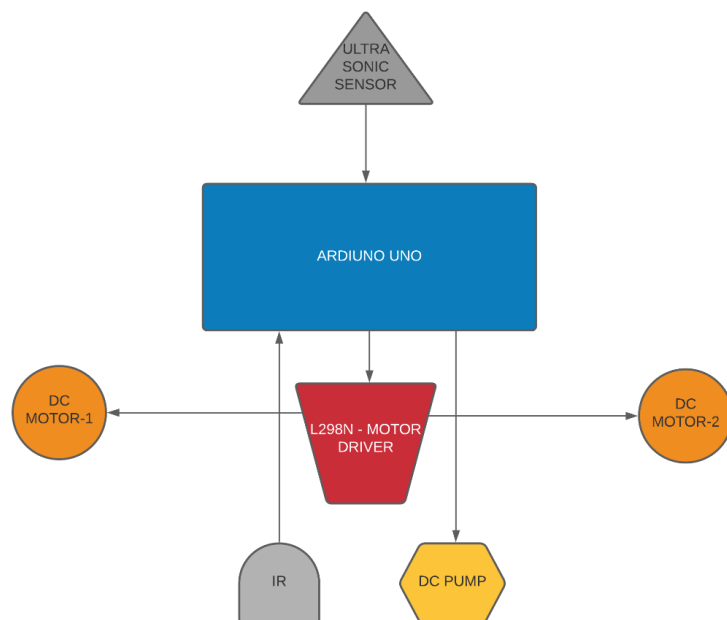 ULTRA
SONIC
SENSOR
ARDIUNO UNO
DC
MOTOR-1
L298N - MOTOR
DRIVER
DC
MOTOR-2
IR
DC PUMP